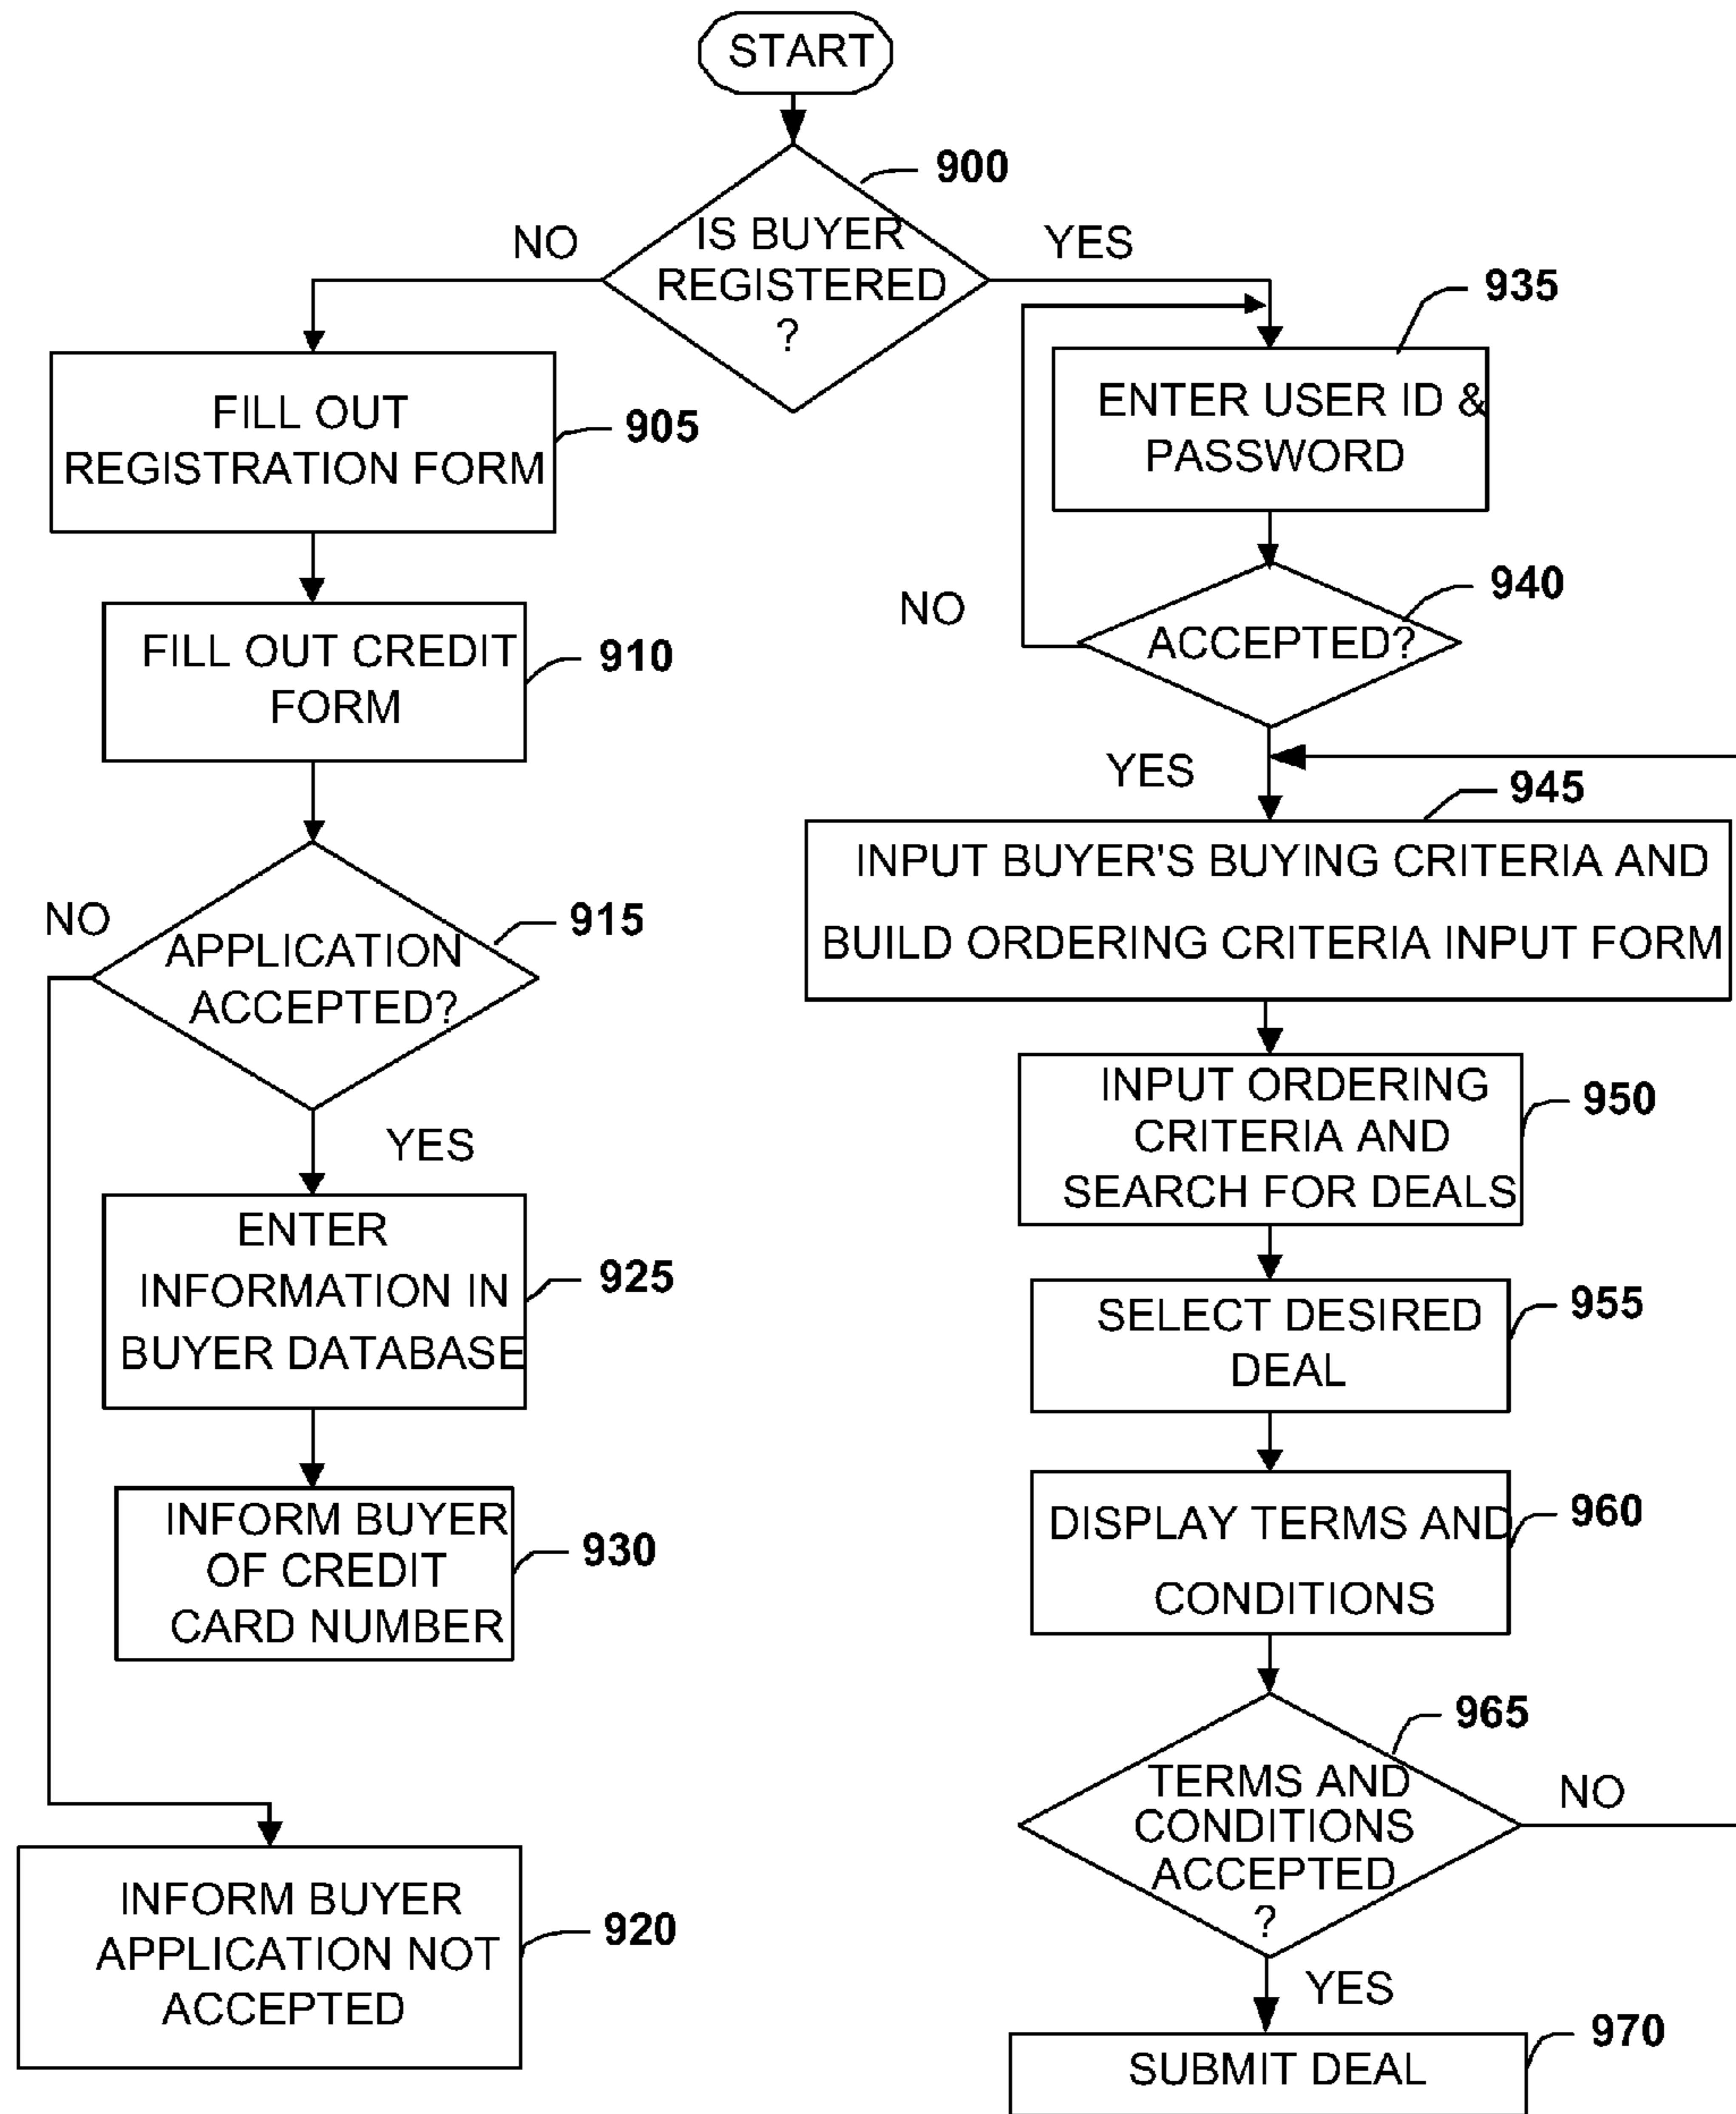 START
900
IS BUYER
REGISTERED
?
NO
YES
FILL OUT
REGISTRATION FORM
905
FILL OUT CREDIT
FORM
910
APPLICATION
ACCEPTED?
915
NO
YES
ENTER
INFORMATION IN
BUYER DATABASE
925
INFORM BUYER
OF CREDIT
CARD NUMBER
930
INFORM BUYER
APPLICATION NOT
ACCEPTED
920
935
ENTER USER ID &
PASSWORD
940
ACCEPTED?
NO
YES
945
INPUT BUYER'S BUYING CRITERIA AND
BUILD ORDERING CRITERIA INPUT FORM
INPUT ORDERING
CRITERIA AND
SEARCH FOR DEALS
950
SELECT DESIRED
DEAL
955
DISPLAY TERMS AND
CONDITIONS
960
965
TERMS AND
CONDITIONS
ACCEPTED
?
NO
YES
970
SUBMIT DEAL